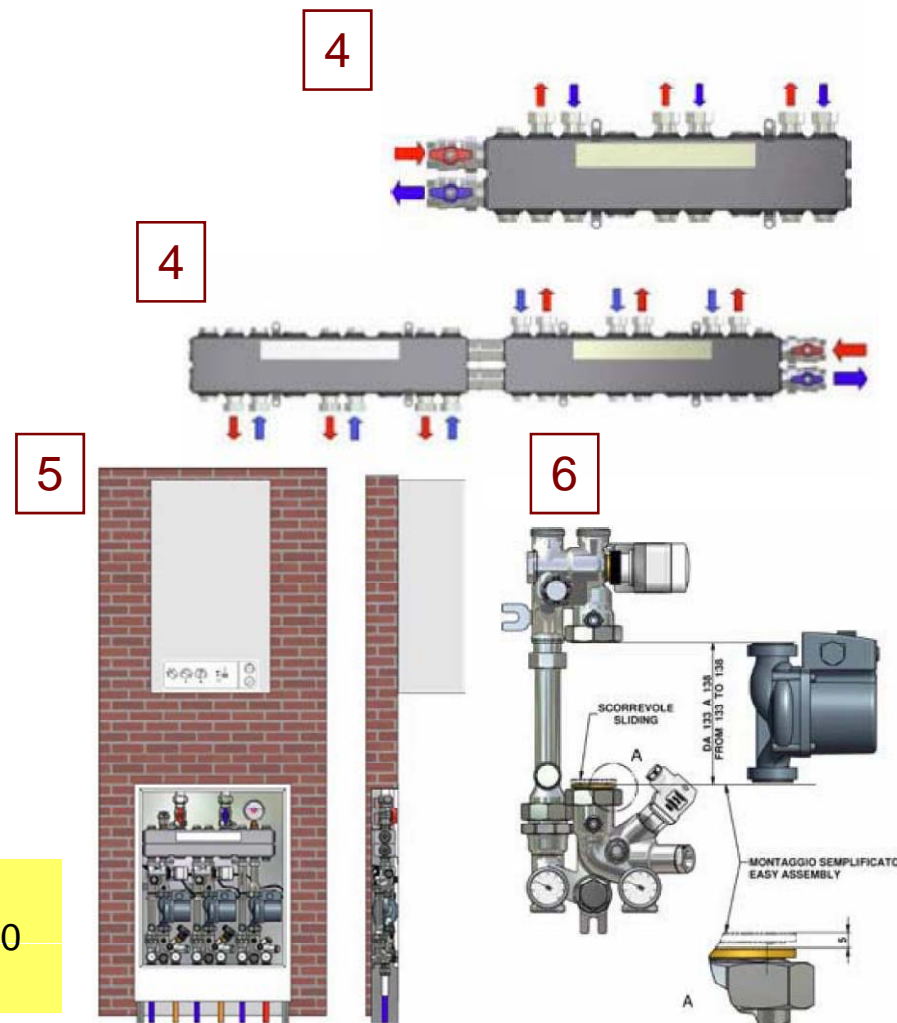 4
4
5
6
SCORREVOLE
SLIDING
A
DA 133 A 138
FROM 133 TO 138
MONTAGGIO SEMPLIFICATO
EASY ASSEMBLY
5
A
0